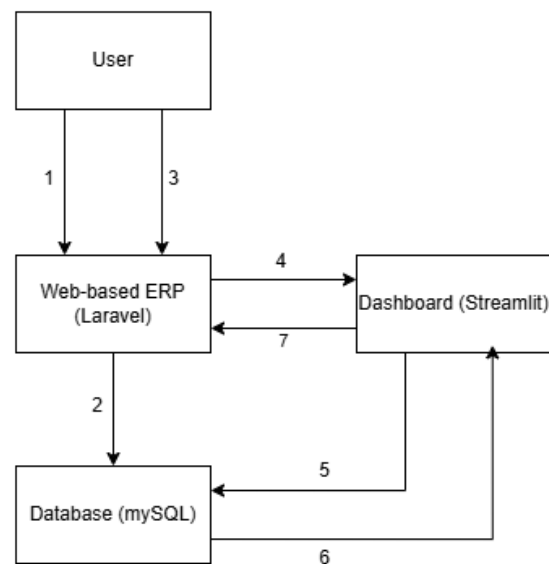 User
1
3
Web-based ERP
(Laravel)
4
Dashboard (Streamlit)
7
2
5
Database (mySQL)
6